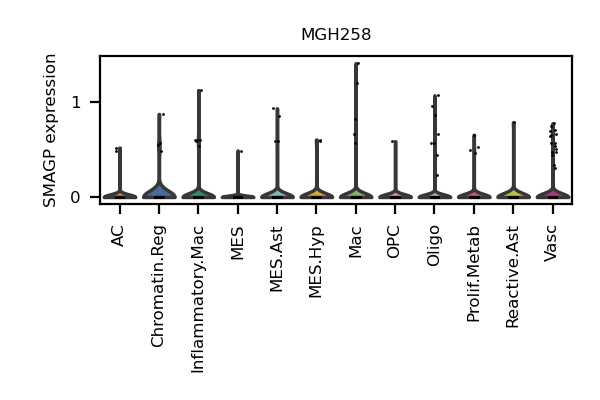 MGH258
SMAGP expression
1
0
AC
Chromatin.Reg
Inflammatory.Mac
MES
MES.Ast
MES.Hyp
Mac
OPC
Oligo
Prolif.Metab
Reactive.Ast
Vasc